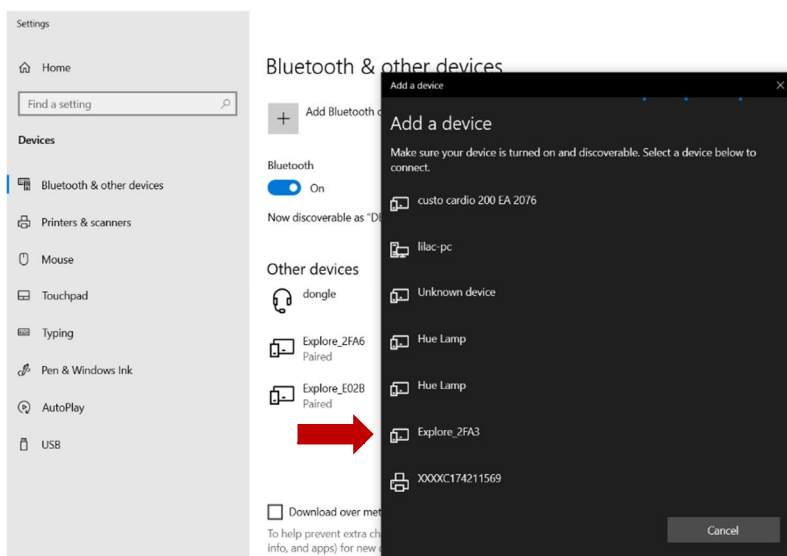 Settings
Home
Find a setting
Devices
Bluetooth & other devices
Printers & scanners
Mouse
Touchpad
Typing
Pen & Windows Ink
AutoPlay
USB
Bluetooth & other devices
Add Bluetooth
Bluetooth
On
Now discoverable as "DE
Other devices
dongle
Explore_2FA6
Paired
Explore_E02B
Paired
Download over met
To help prevent extra ch
info, and apps) for new
Add a device
Add a device
Make sure your device is turned on and discoverable. Select a device below to
connect.
custo cardio 200 EA 2076
lilac-pc
Unknown device
Hue Lamp
Hue Lamp
Explore_2FA3
XXXXC174211569
Cancel